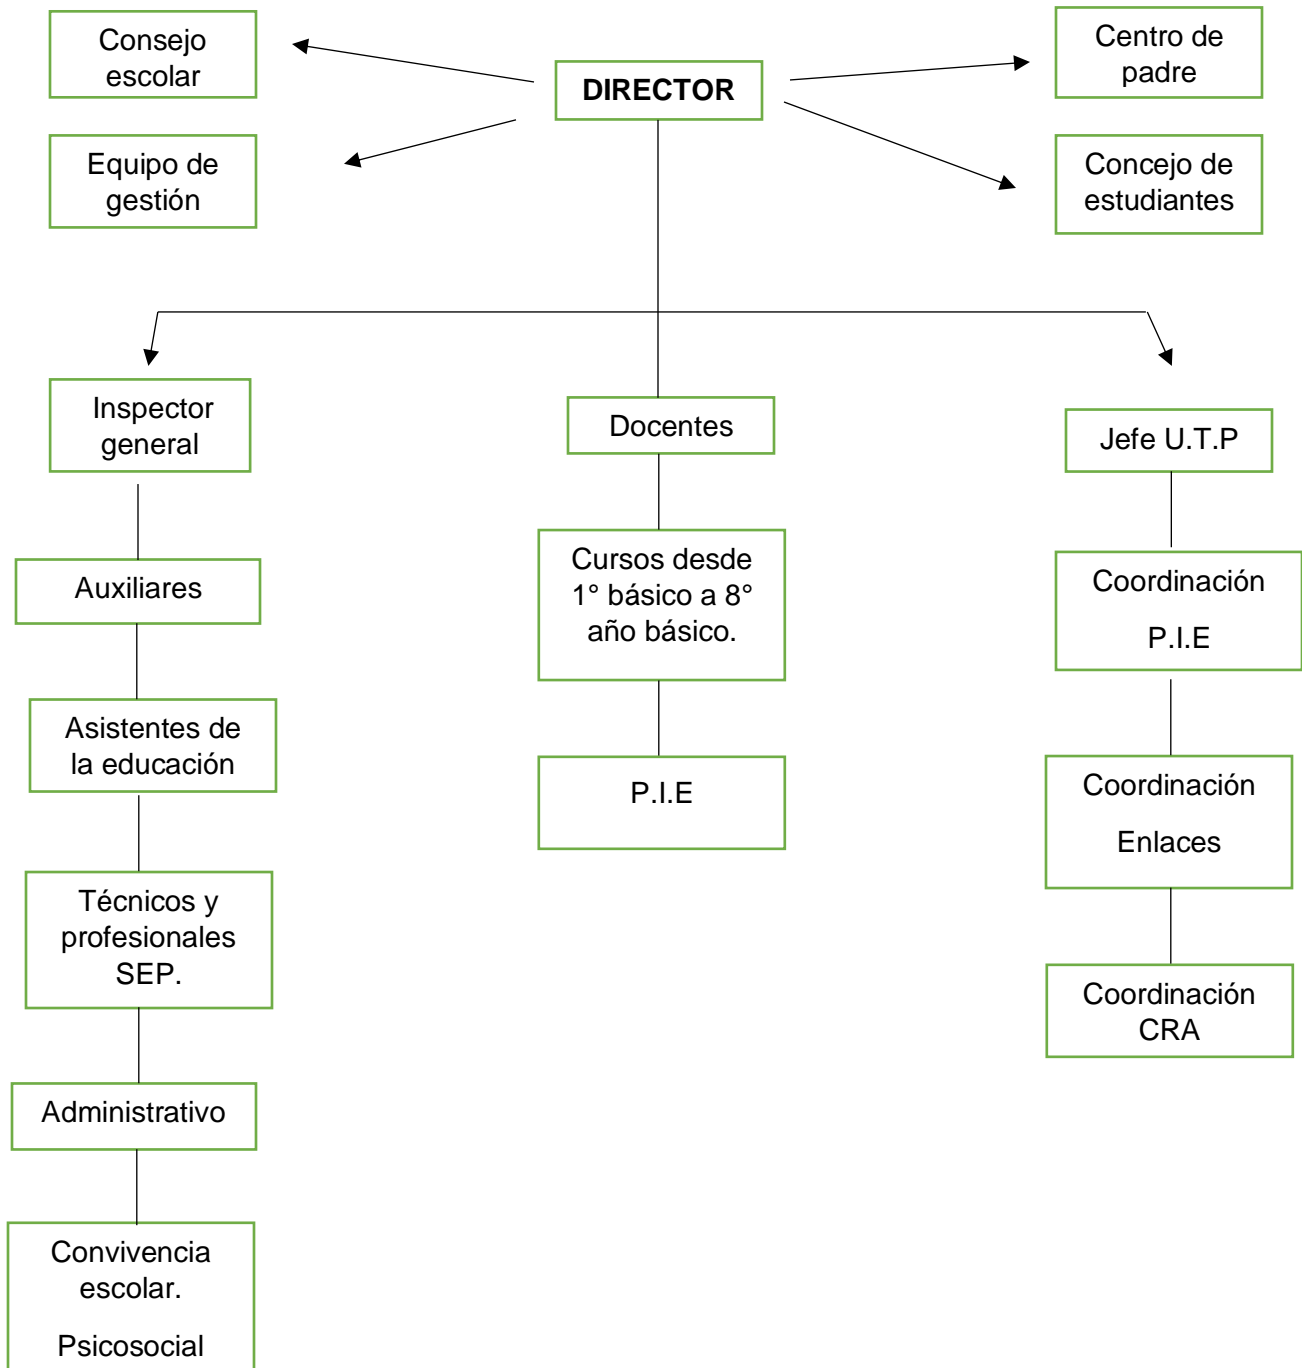 Consejo
escolar
DIRECTOR
Centro de
padre
Equipo de
gestión
Concejo de
estudiantes
Inspector
general
Docentes
Jefe U.T.P
Auxiliares
Cursos desde
1° básico a 8°
año básico.
Coordinación
P.I.E
Asistentes de
la educación
P.I.E
Coordinación
Enlaces
Técnicos y
profesionales
SEP.
Coordinación
CRA
Administrativo
Convivencia
escolar.
Psicosocial